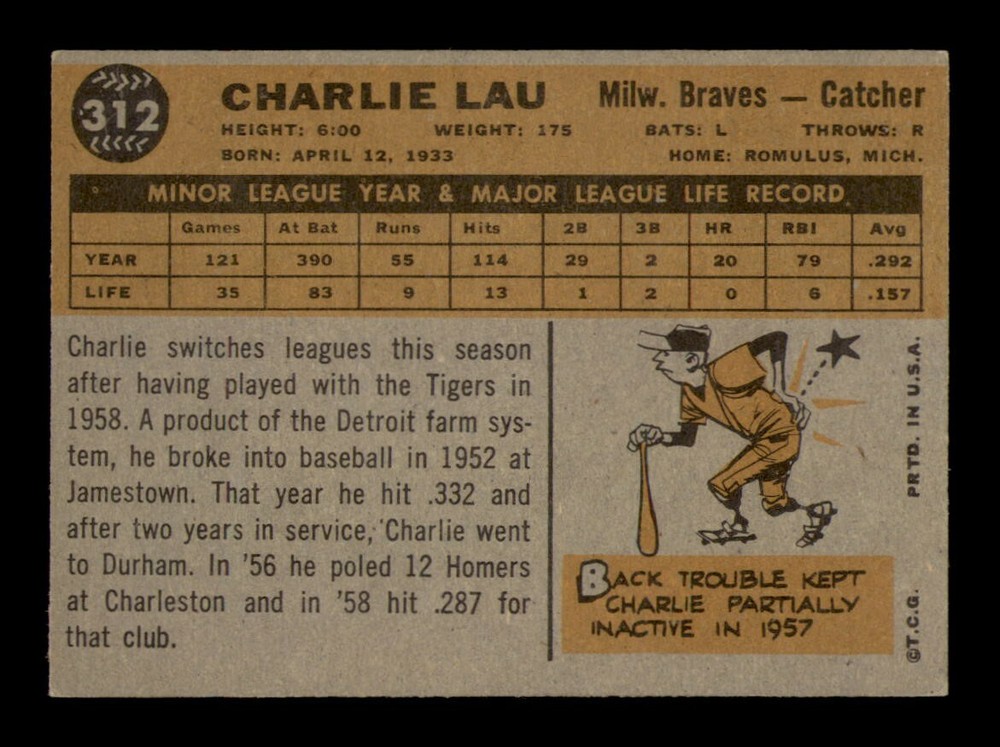 312
CHARLIE LAU Milw. Braves — Catcher
HEIGHT: 6:00 WEIGHT: 175 BATS: L THROWS: R
BORN: APRIL 12, 1933 HOME: ROMULUS, MICH.
MINOR LEAGUE YEAR & MAJOR LEAGUE LIFE RECORD
Games At Bat Runs Hits 2B 3B HR RBI Avg
YEAR 121 390 55 114 29 2 20 79 .292
LIFE 35 83 9 13 1 2 0 6 .157
Charlie switches leagues this season
after having played with the Tigers in
1958. A product of the Detroit farm sys-
tem, he broke into baseball in 1952 at
Jamestown. That year he hit .332 and
after two years in service, Charlie went
to Durham. In '56 he poled 12 Homers
at Charleston and in '58 hit .287 for
that club.
BACK TROUBLE KEPT
CHARLIE PARTIALLY
INACTIVE IN 1957
©T.C.G. PRTD. IN U.S.A.